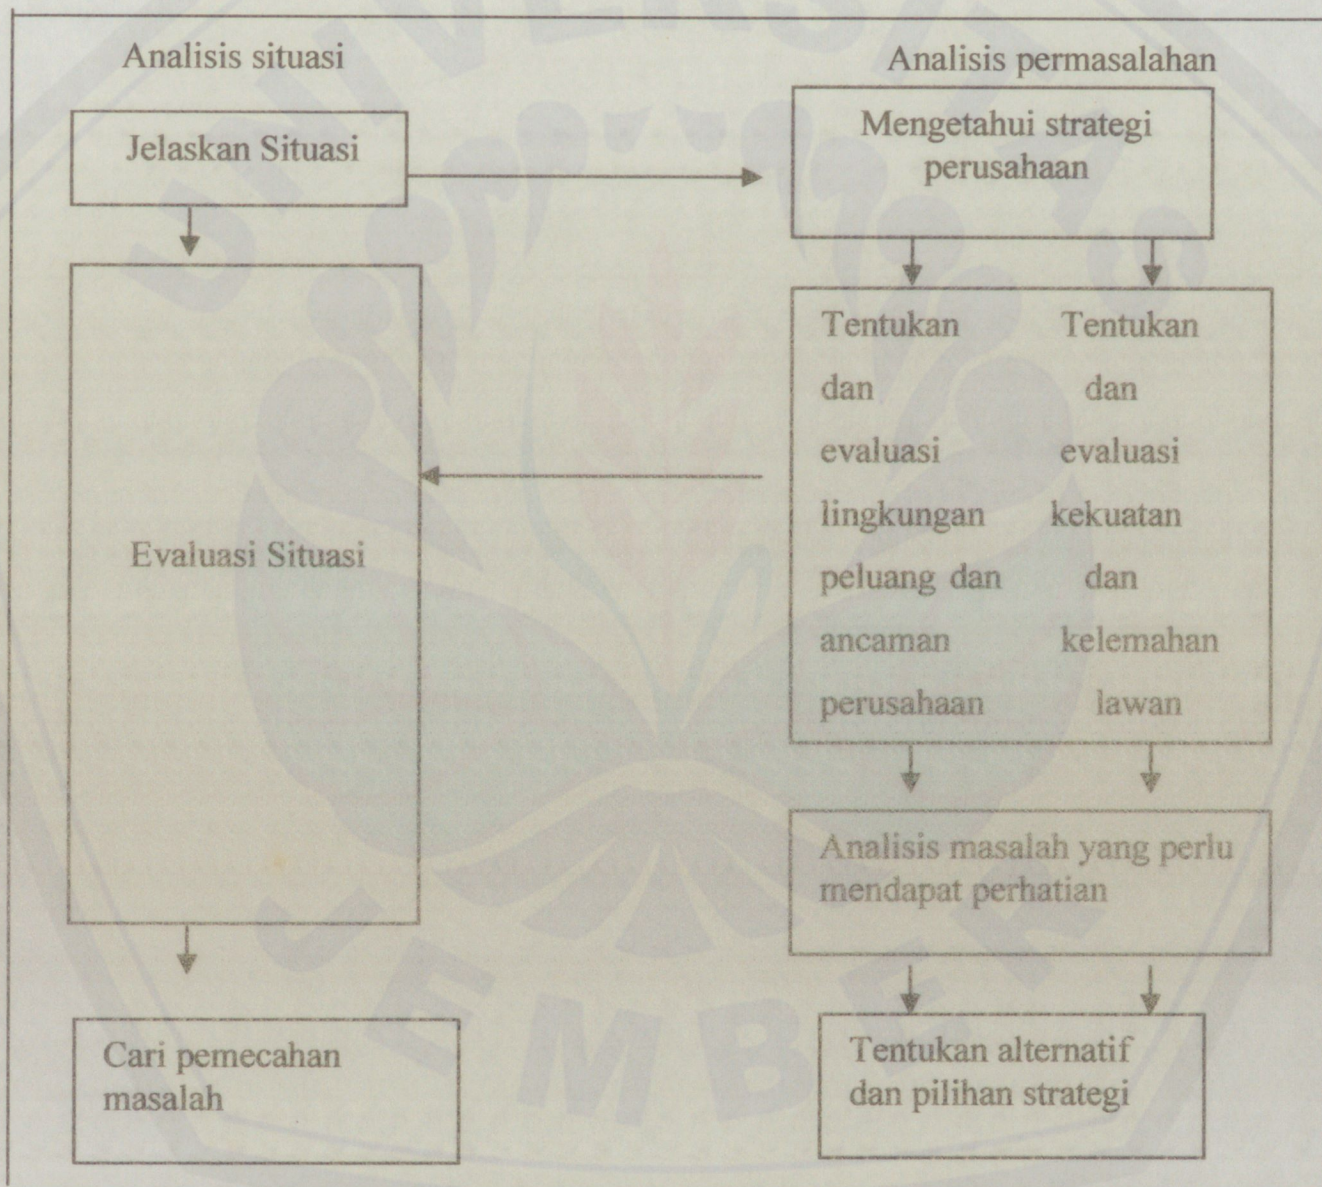 Analisis situasi
Analisis permasalahan
Jelaskan Situasi
Mengetahui strategi
perusahaan
Evaluasi Situasi
Tentukan
dan
evaluasi
lingkungan
peluang dan
ancaman
perusahaan
Tentukan
dan
evaluasi
kekuatan
dan
kelemahan
lawan
Analisis masalah yang perlu
mendapat perhatian
Cari pemecahan
masalah
Tentukan alternatif
dan pilihan strategi
UNIVERSITAS
JEMBER